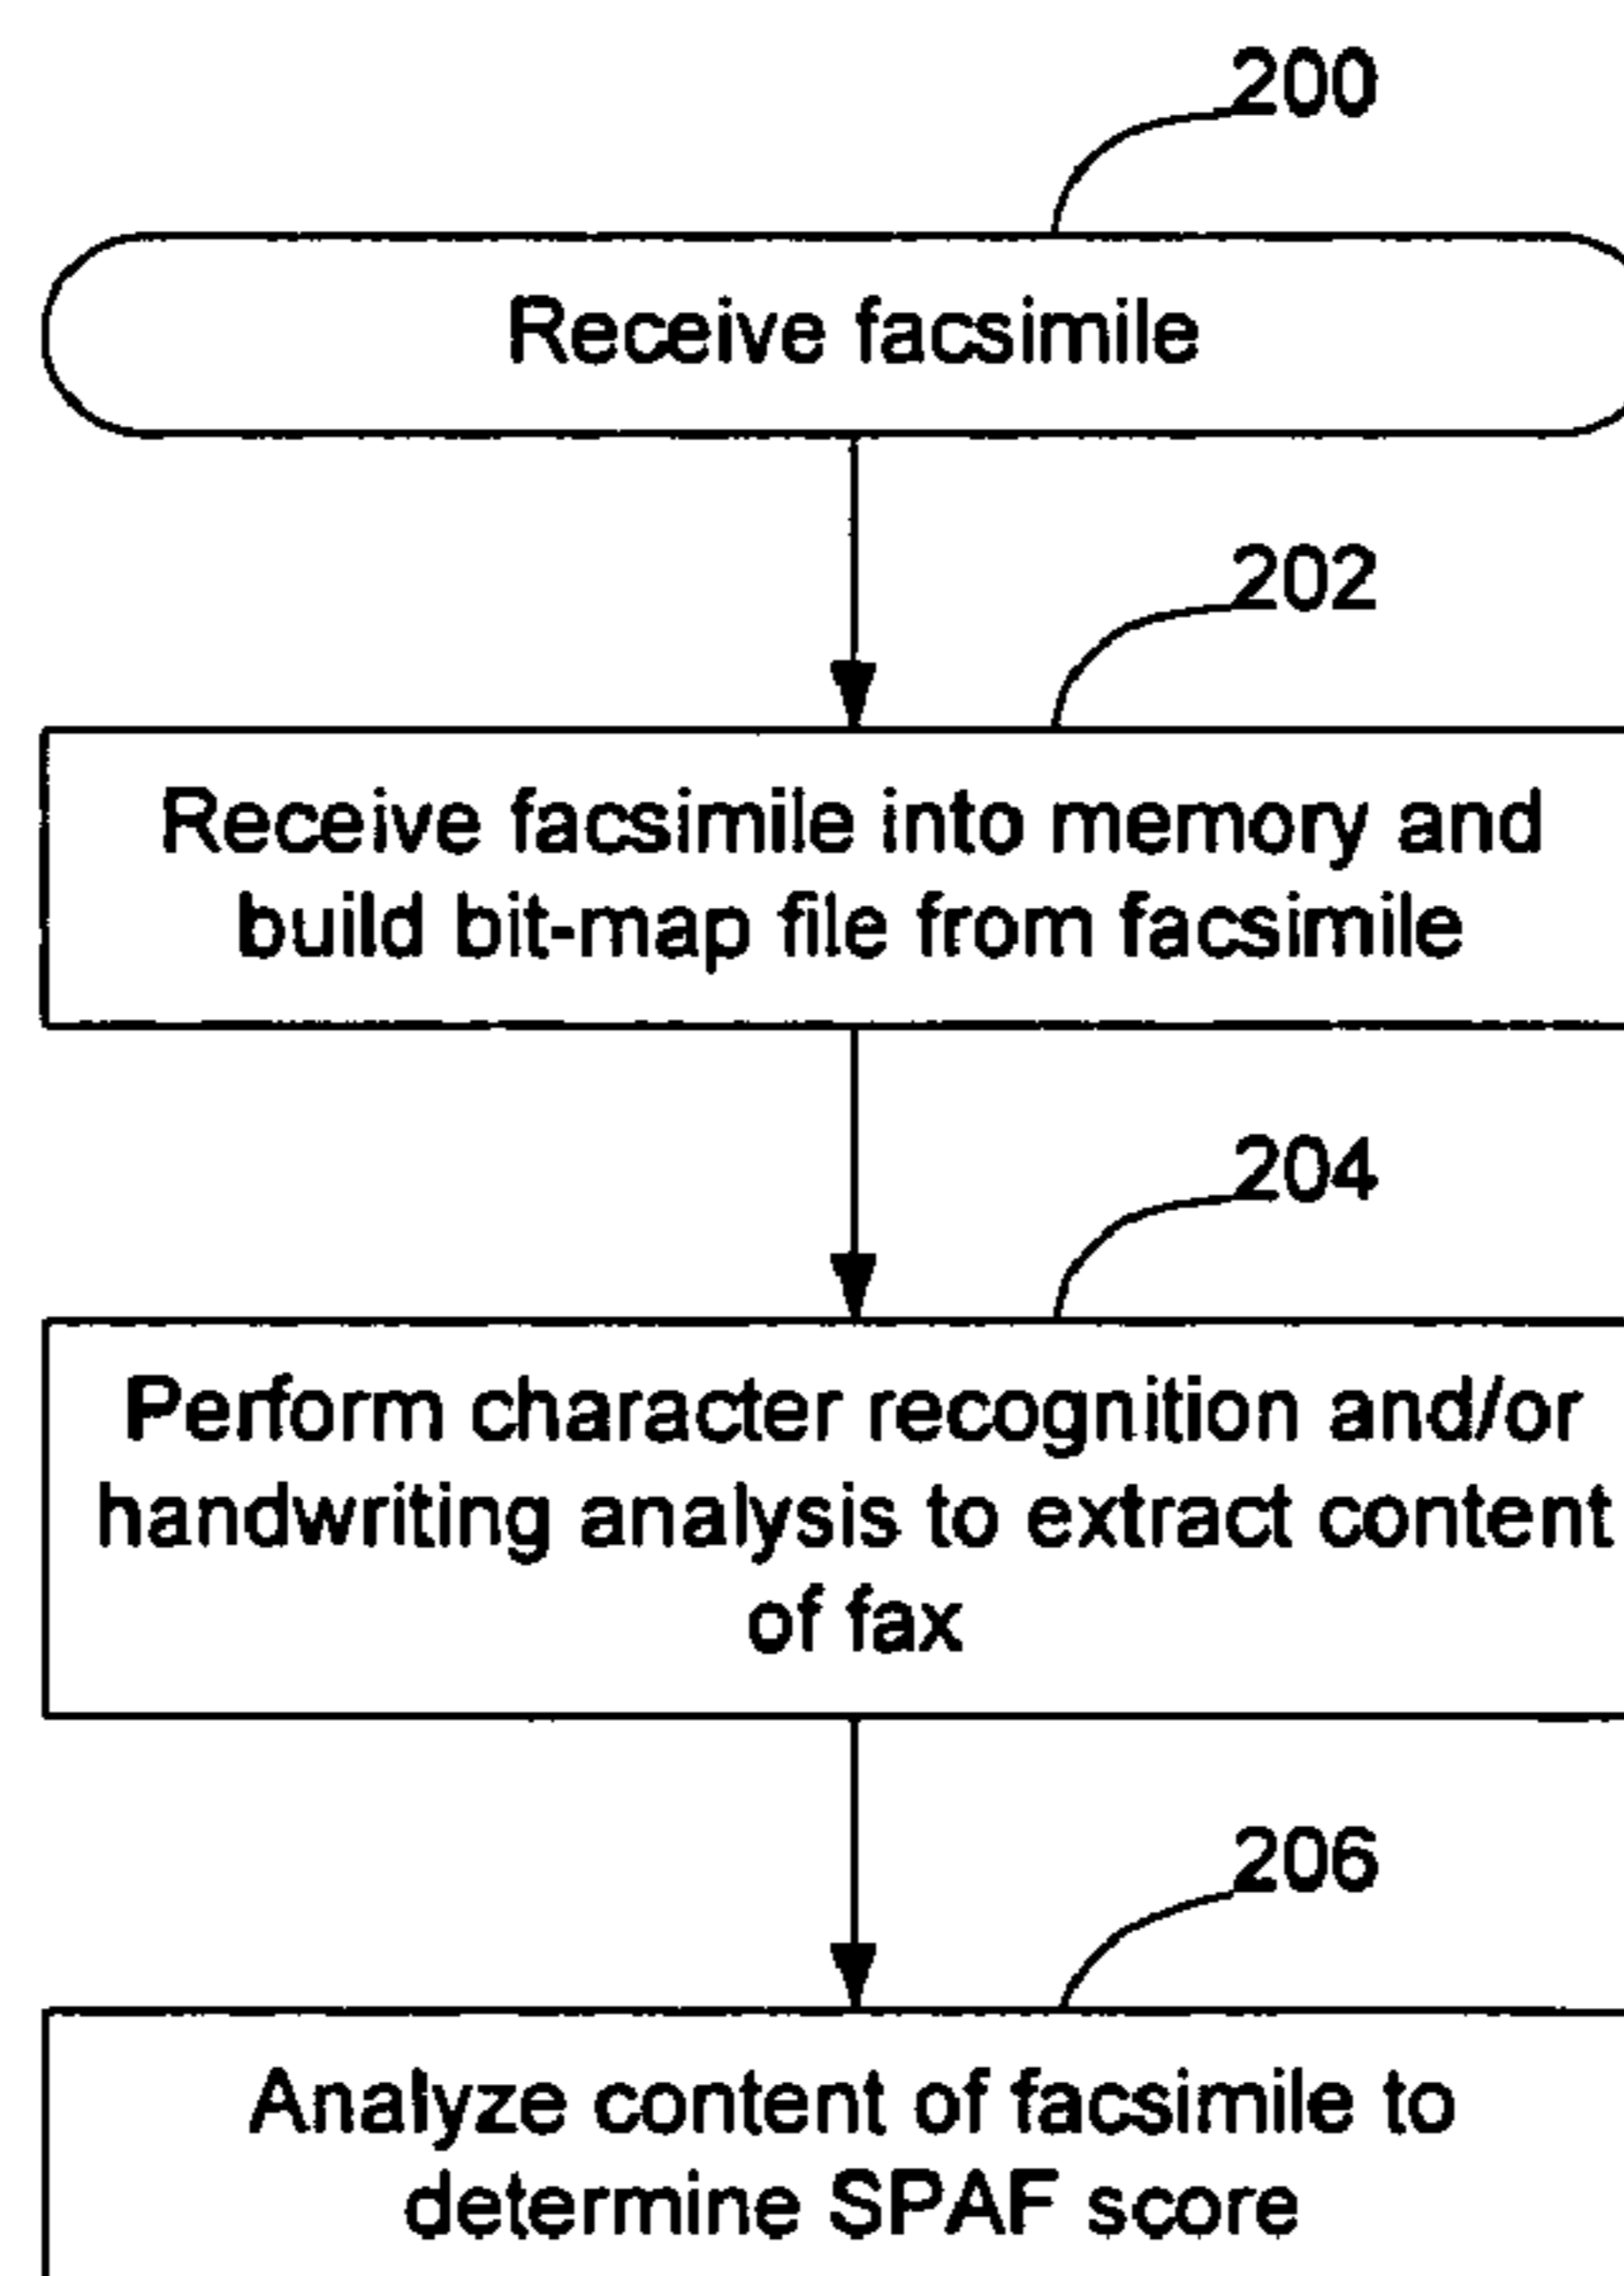 200
Receive facsimile
202
Receive facsimile into memory and
build bit-map file from facsimile
204
Perform character recognition and/or
handwriting analysis to extract content
of fax
206
Analyze content of facsimile to
determine SPAF score